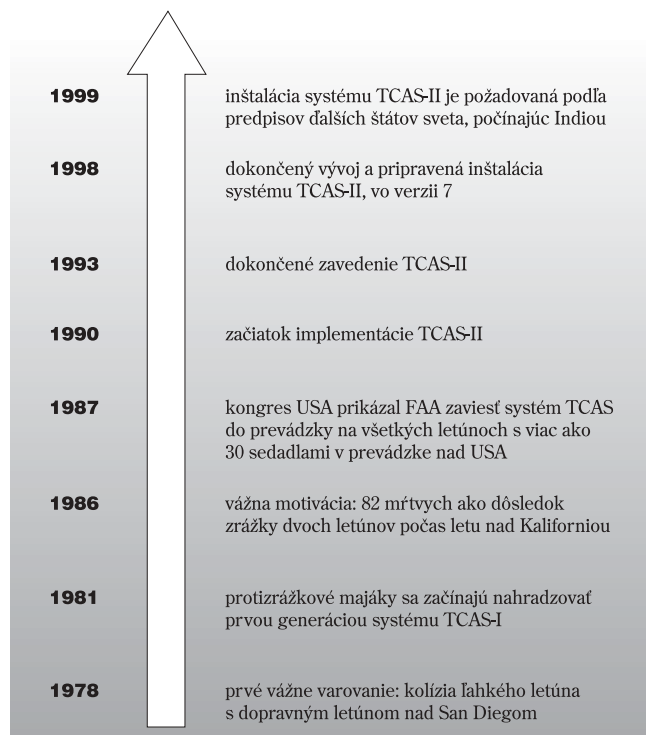 1999 inštalácia systému TCAS-II je požadovaná podľa
predpisov ďalších štátov sveta, počínajúc Indiou
1998 dokončený vývoj a pripravená inštalácia
systému TCAS-II, vo verzii 7
1993 dokončené zavedenie TCAS-II
1990 začiatok implementácie TCAS-II
1987 kongres USA prikázal FAA zaviesť systém TCAS
do prevádzky na všetkých letúnoch s viac ako
30 sedadlami v prevádzke nad USA
1986 vážna motivácia: 82 mŕtvych ako dôsledok
zrážky dvoch letúnov počas letu nad Kaliforniou
1981 protizrážkové majáky sa začínajú nahradzovať
prvou generáciou systému TCAS-I
1978 prvé vážne varovanie: kolízia ľahkého letúna
s dopravným letúnom nad San Diegom